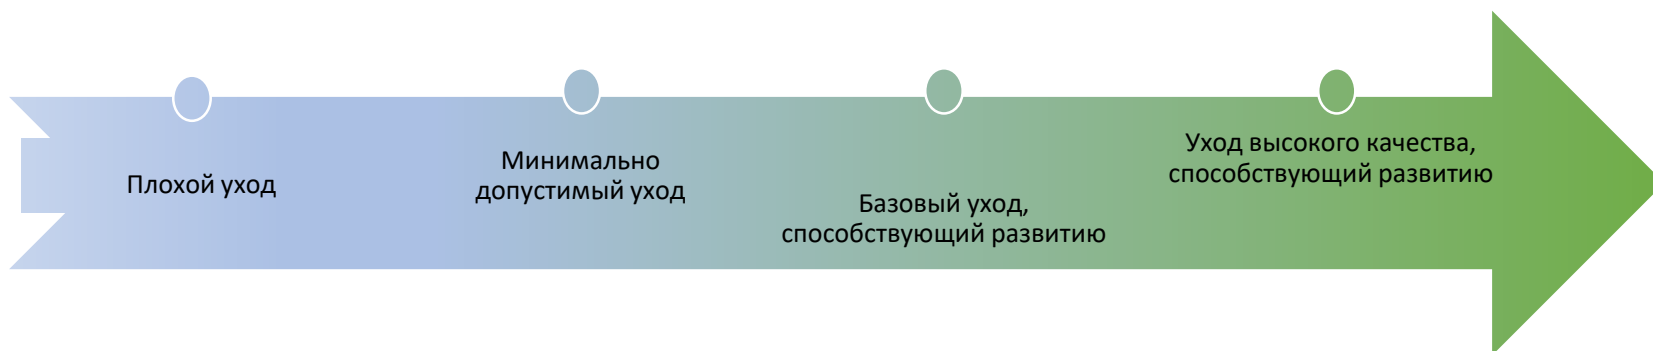 Плохой уход
Минимально
допустимый уход
Базовый уход,
способствующий развитию
Уход высокого качества,
способствующий развитию